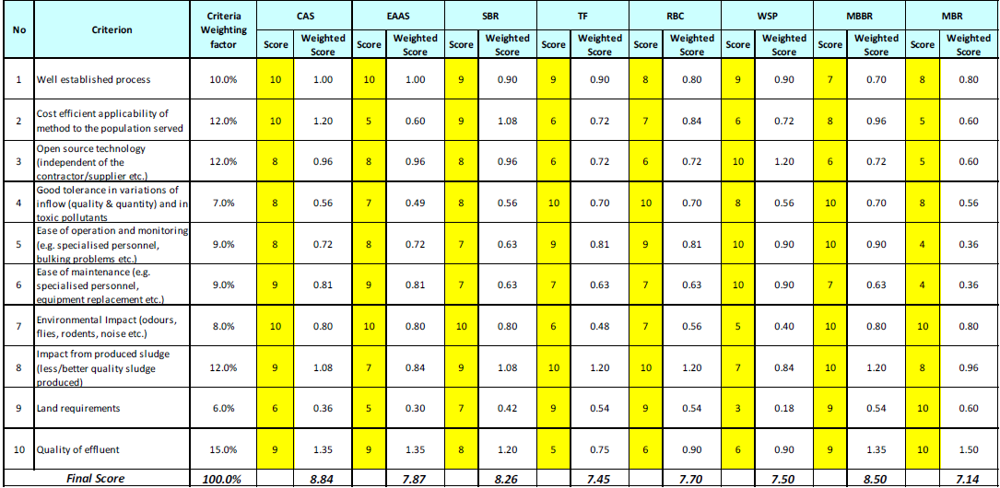 No Criterion Criteria Weighting factor CAS EAAS SBR TF RBC WSP MBBR MBR
Score Weighted Score Score Weighted Score Score Weighted Score Score Weighted Score Score Weighted Score Score Weighted Score Score Weighted Score Score Weighted Score
1 Well established process 10.0% 10 1.00 10 1.00 9 0.90 9 0.90 8 0.80 9 0.90 7 0.70 8 0.80
2 Cost efficient applicability of
method to the population served 12.0% 10 1.20 5 0.60 9 1.08 6 0.72 7 0.84 6 0.72 8 0.96 5 0.60
3 Open source technology
(independent of the
contractor/supplier etc.) 12.0% 8 0.96 8 0.96 8 0.96 6 0.72 6 0.72 10 1.20 6 0.72 5 0.60
4 Good tolerance in variations of
inflow (quality & quantity) and in
toxic pollutants 7.0% 8 0.56 7 0.49 8 0.56 10 0.70 10 0.70 8 0.56 10 0.70 8 0.56
5 Ease of operation and monitoring
(e.g. specialised personnel,
bulking problems etc.) 9.0% 8 0.72 8 0.72 7 0.63 9 0.81 9 0.81 10 0.90 10 0.90 4 0.36
6 Ease of maintenance (e.g.
specialised personnel,
equipment replacement etc.) 9.0% 9 0.81 9 0.81 7 0.63 7 0.63 7 0.63 10 0.90 7 0.63 4 0.36
7 Environmental Impact (odours,
flies, rodents, noise etc.) 8.0% 10 0.80 10 0.80 10 0.80 6 0.48 7 0.56 5 0.40 10 0.80 10 0.80
8 Impact from produced sludge
(less/better quality sludge
produced) 12.0% 9 1.08 7 0.84 9 1.08 10 1.20 10 1.20 7 0.84 10 1.20 8 0.96
9 Land requirements 6.0% 6 0.36 5 0.30 7 0.42 9 0.54 9 0.54 3 0.18 9 0.54 10 0.60
10 Quality of effluent 15.0% 9 1.35 9 1.35 8 1.20 5 0.75 6 0.90 6 0.90 9 1.35 10 1.50
Final Score 100.0% 8.84 7.87 8.26 7.45 7.70 7.50 8.50 7.14